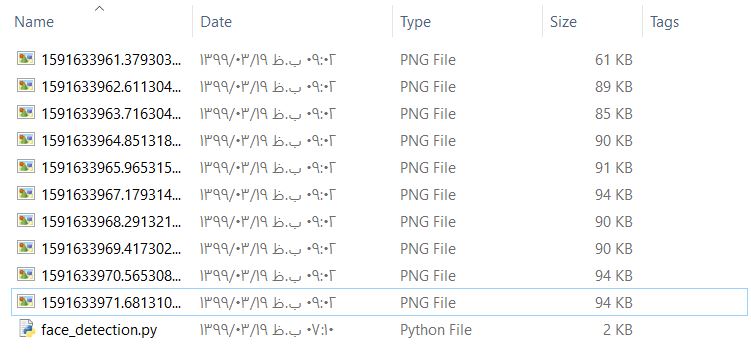 Name Date Type Size Tags
1591633961.379303... ۱۳۹۹/۰۳/۱۹ ب.ظ ۰۹:۰۲ PNG File 61 KB
1591633962.611304... ۱۳۹۹/۰۳/۱۹ ب.ظ ۰۹:۰۲ PNG File 89 KB
1591633963.716304... ۱۳۹۹/۰۳/۱۹ ب.ظ ۰۹:۰۲ PNG File 85 KB
1591633964.851318... ۱۳۹۹/۰۳/۱۹ ب.ظ ۰۹:۰۲ PNG File 90 KB
1591633965.965315... ۱۳۹۹/۰۳/۱۹ ب.ظ ۰۹:۰۲ PNG File 91 KB
1591633967.179314... ۱۳۹۹/۰۳/۱۹ ب.ظ ۰۹:۰۲ PNG File 94 KB
1591633968.291321... ۱۳۹۹/۰۳/۱۹ ب.ظ ۰۹:۰۲ PNG File 90 KB
1591633969.417302... ۱۳۹۹/۰۳/۱۹ ب.ظ ۰۹:۰۲ PNG File 90 KB
1591633970.565308... ۱۳۹۹/۰۳/۱۹ ب.ظ ۰۹:۰۲ PNG File 94 KB
1591633971.681310... ۱۳۹۹/۰۳/۱۹ ب.ظ ۰۹:۰۲ PNG File 94 KB
face_detection.py ۱۳۹۹/۰۳/۱۹ ب.ظ ۰۷:۱۰ Python File 2 KB